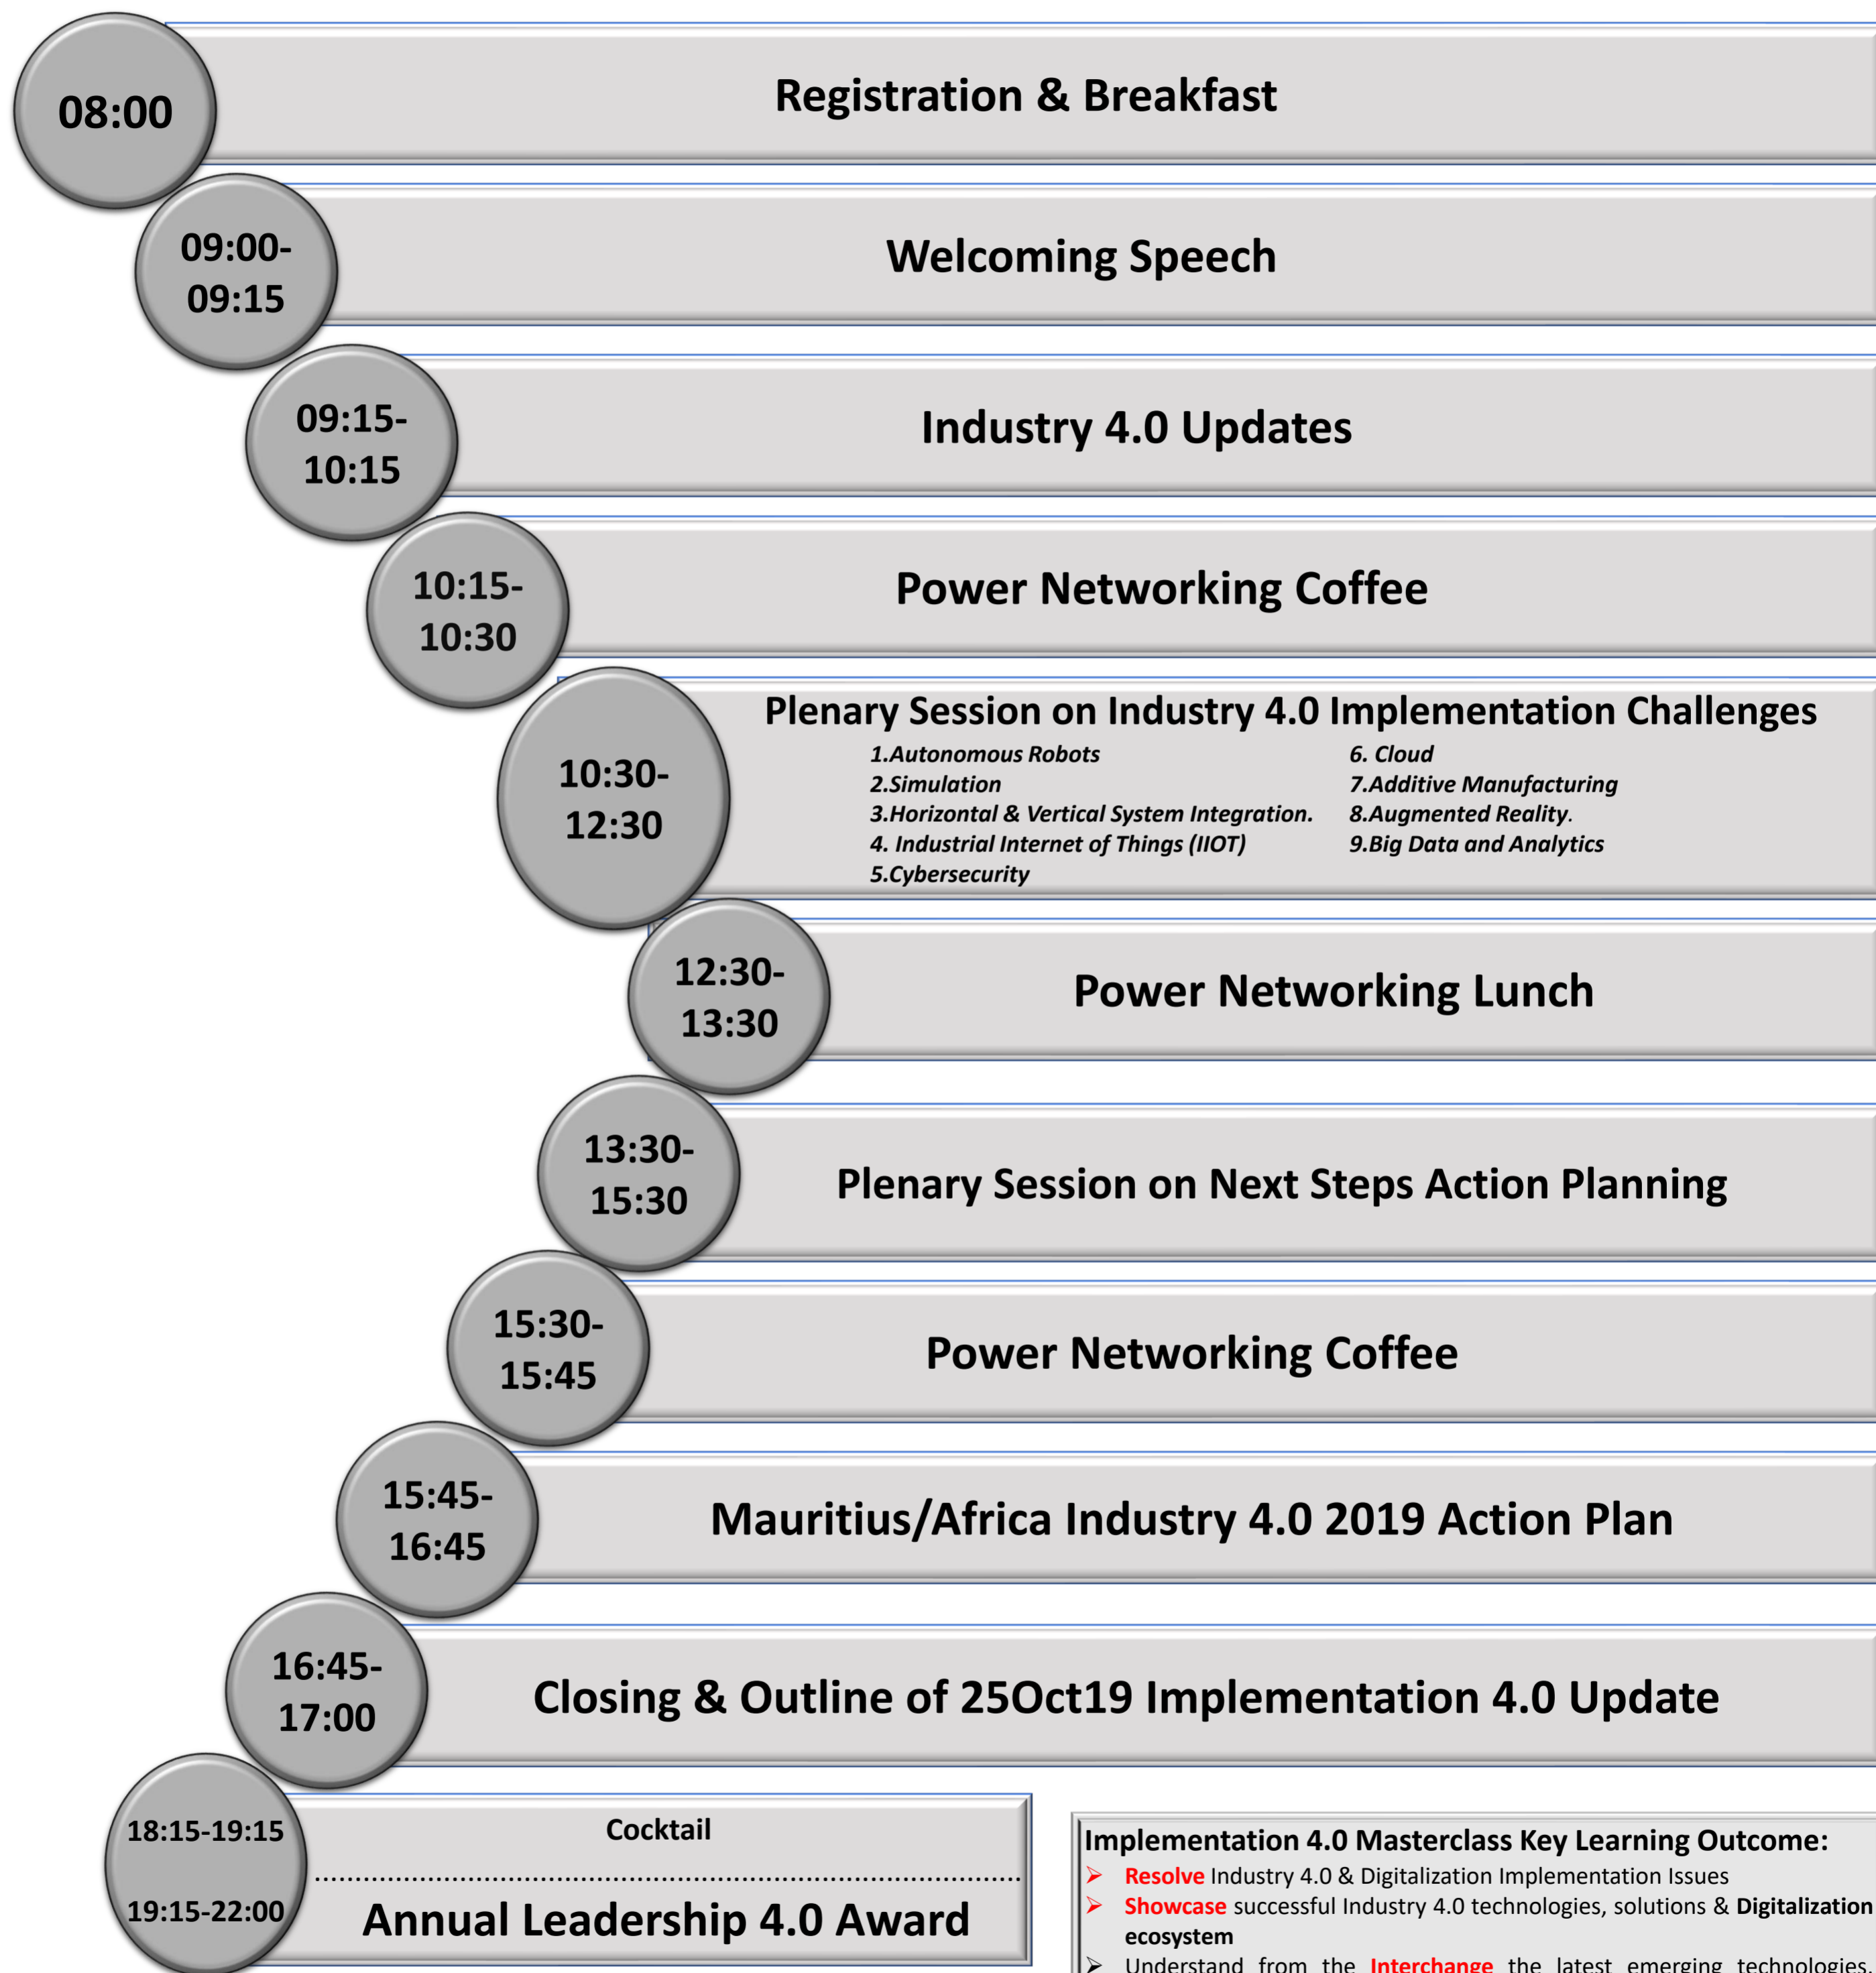 08:00
Registration & Breakfast
09:00-
09:15
Welcoming Speech
09:15-
10:15
Industry 4.0 Updates
10:15-
10:30
Power Networking Coffee
10:30-
12:30
Plenary Session on Industry 4.0 Implementation Challenges
1.Autonomous Robots
2.Simulation
3.Horizontal & Vertical System Integration.
4. Industrial Internet of Things (IIOT)
5.Cybersecurity
6. Cloud
7.Additive Manufacturing
8.Augmented Reality.
9.Big Data and Analytics
12:30-
13:30
Power Networking Lunch
13:30-
15:30
Plenary Session on Next Steps Action Planning
15:30-
15:45
Power Networking Coffee
15:45-
16:45
Mauritius/Africa Industry 4.0 2019 Action Plan
16:45-
17:00
Closing & Outline of 25Oct19 Implementation 4.0 Update
18:15-19:15
Cocktail
19:15-22:00
Annual Leadership 4.0 Award
Implementation 4.0 Masterclass Key Learning Outcome:
➢ Resolve Industry 4.0 & Digitalization Implementation Issues
➢ Showcase successful Industry 4.0 technologies, solutions & Digitalization
ecosystem
➢ Understand from the Interchange the latest emerging technologies,